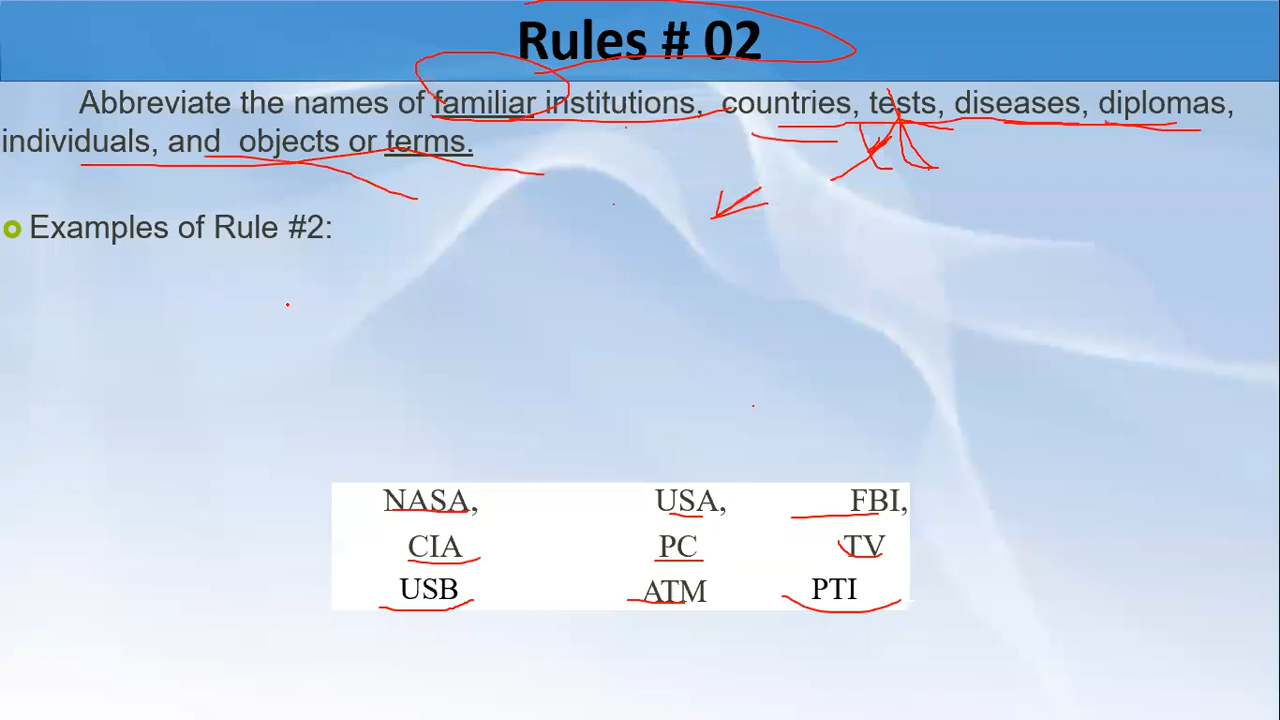 Rules # 02
Abbreviate the names of familiar institutions, countries, tests, diseases, diplomas,
individuals, and objects or terms.
Examples of Rule #2:
NASA, USA, FBI,
CIA PC TV
USB ATM PTI